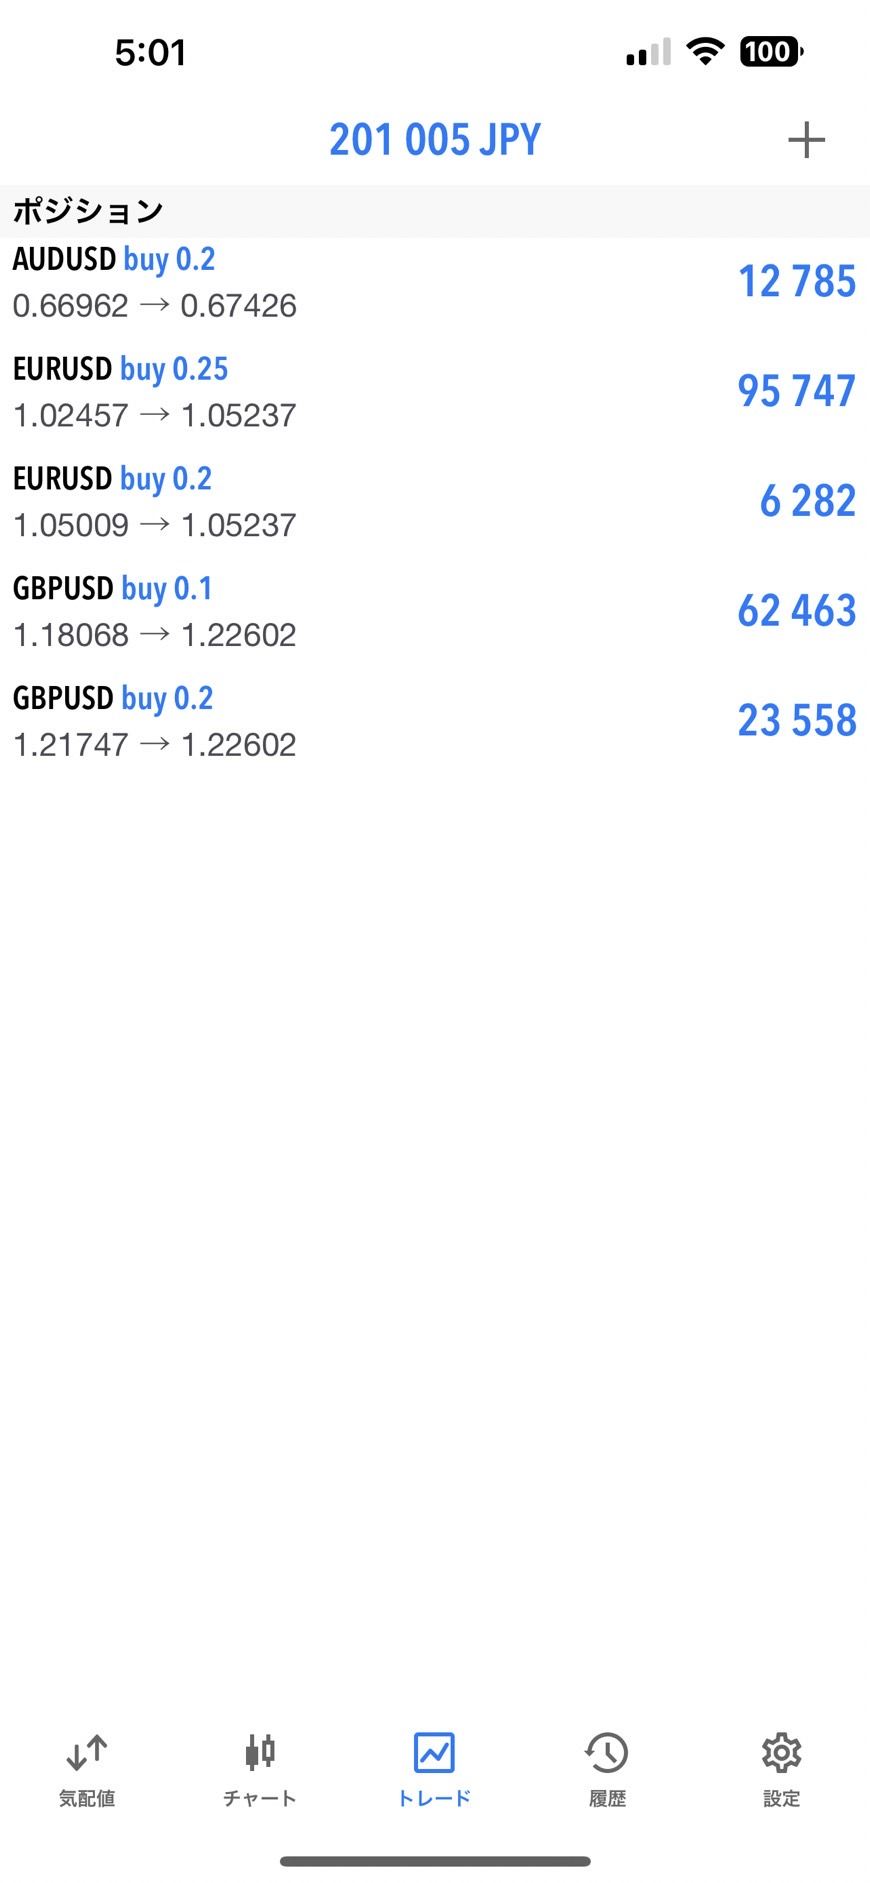 5:01
100
201 005 JPY
ポジション
AUDUSD buy 0.2
0.66962 → 0.67426
12 785
EURUSD buy 0.25
1.02457 → 1.05237
95 747
EURUSD buy 0.2
1.05009 → 1.05237
6 282
GBPUSD buy 0.1
1.18068 → 1.22602
62 463
GBPUSD buy 0.2
1.21747 → 1.22602
23 558
気配値
チャート
トレード
履歴
設定